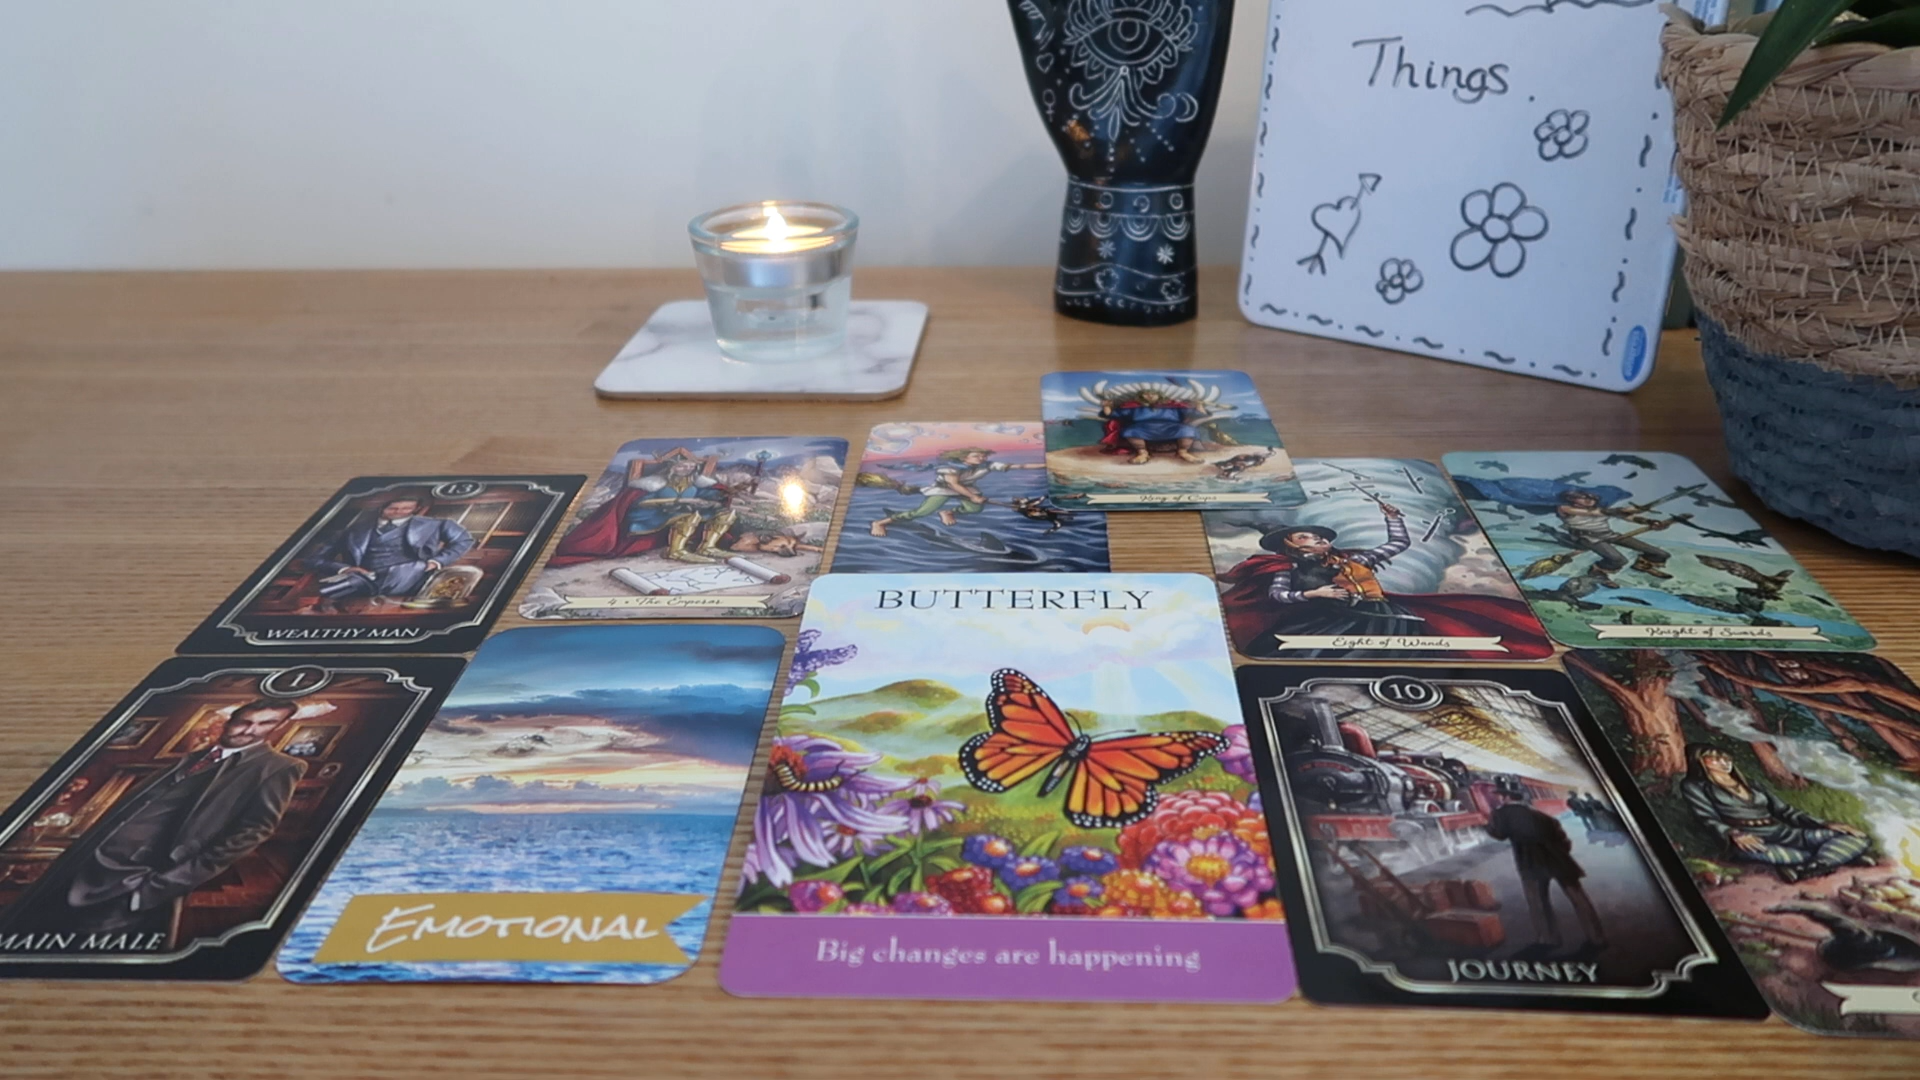 Things.
King of Cups
13
WEALTHY MAN
4 • The Emperor
Eight of Wands
Knight of Swords
BUTTERFLY
Big changes are happening
1
MAIN MALE
EMOTIONAL
10
JOURNEY